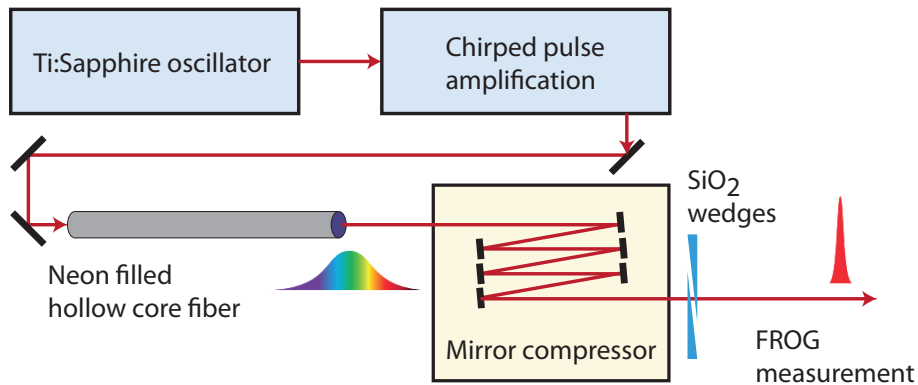 Ti:Sapphire oscillator
Chirped pulse
amplification
Neon filled
hollow core fiber
Mirror compressor
SiO₂
wedges
FROG
measurement